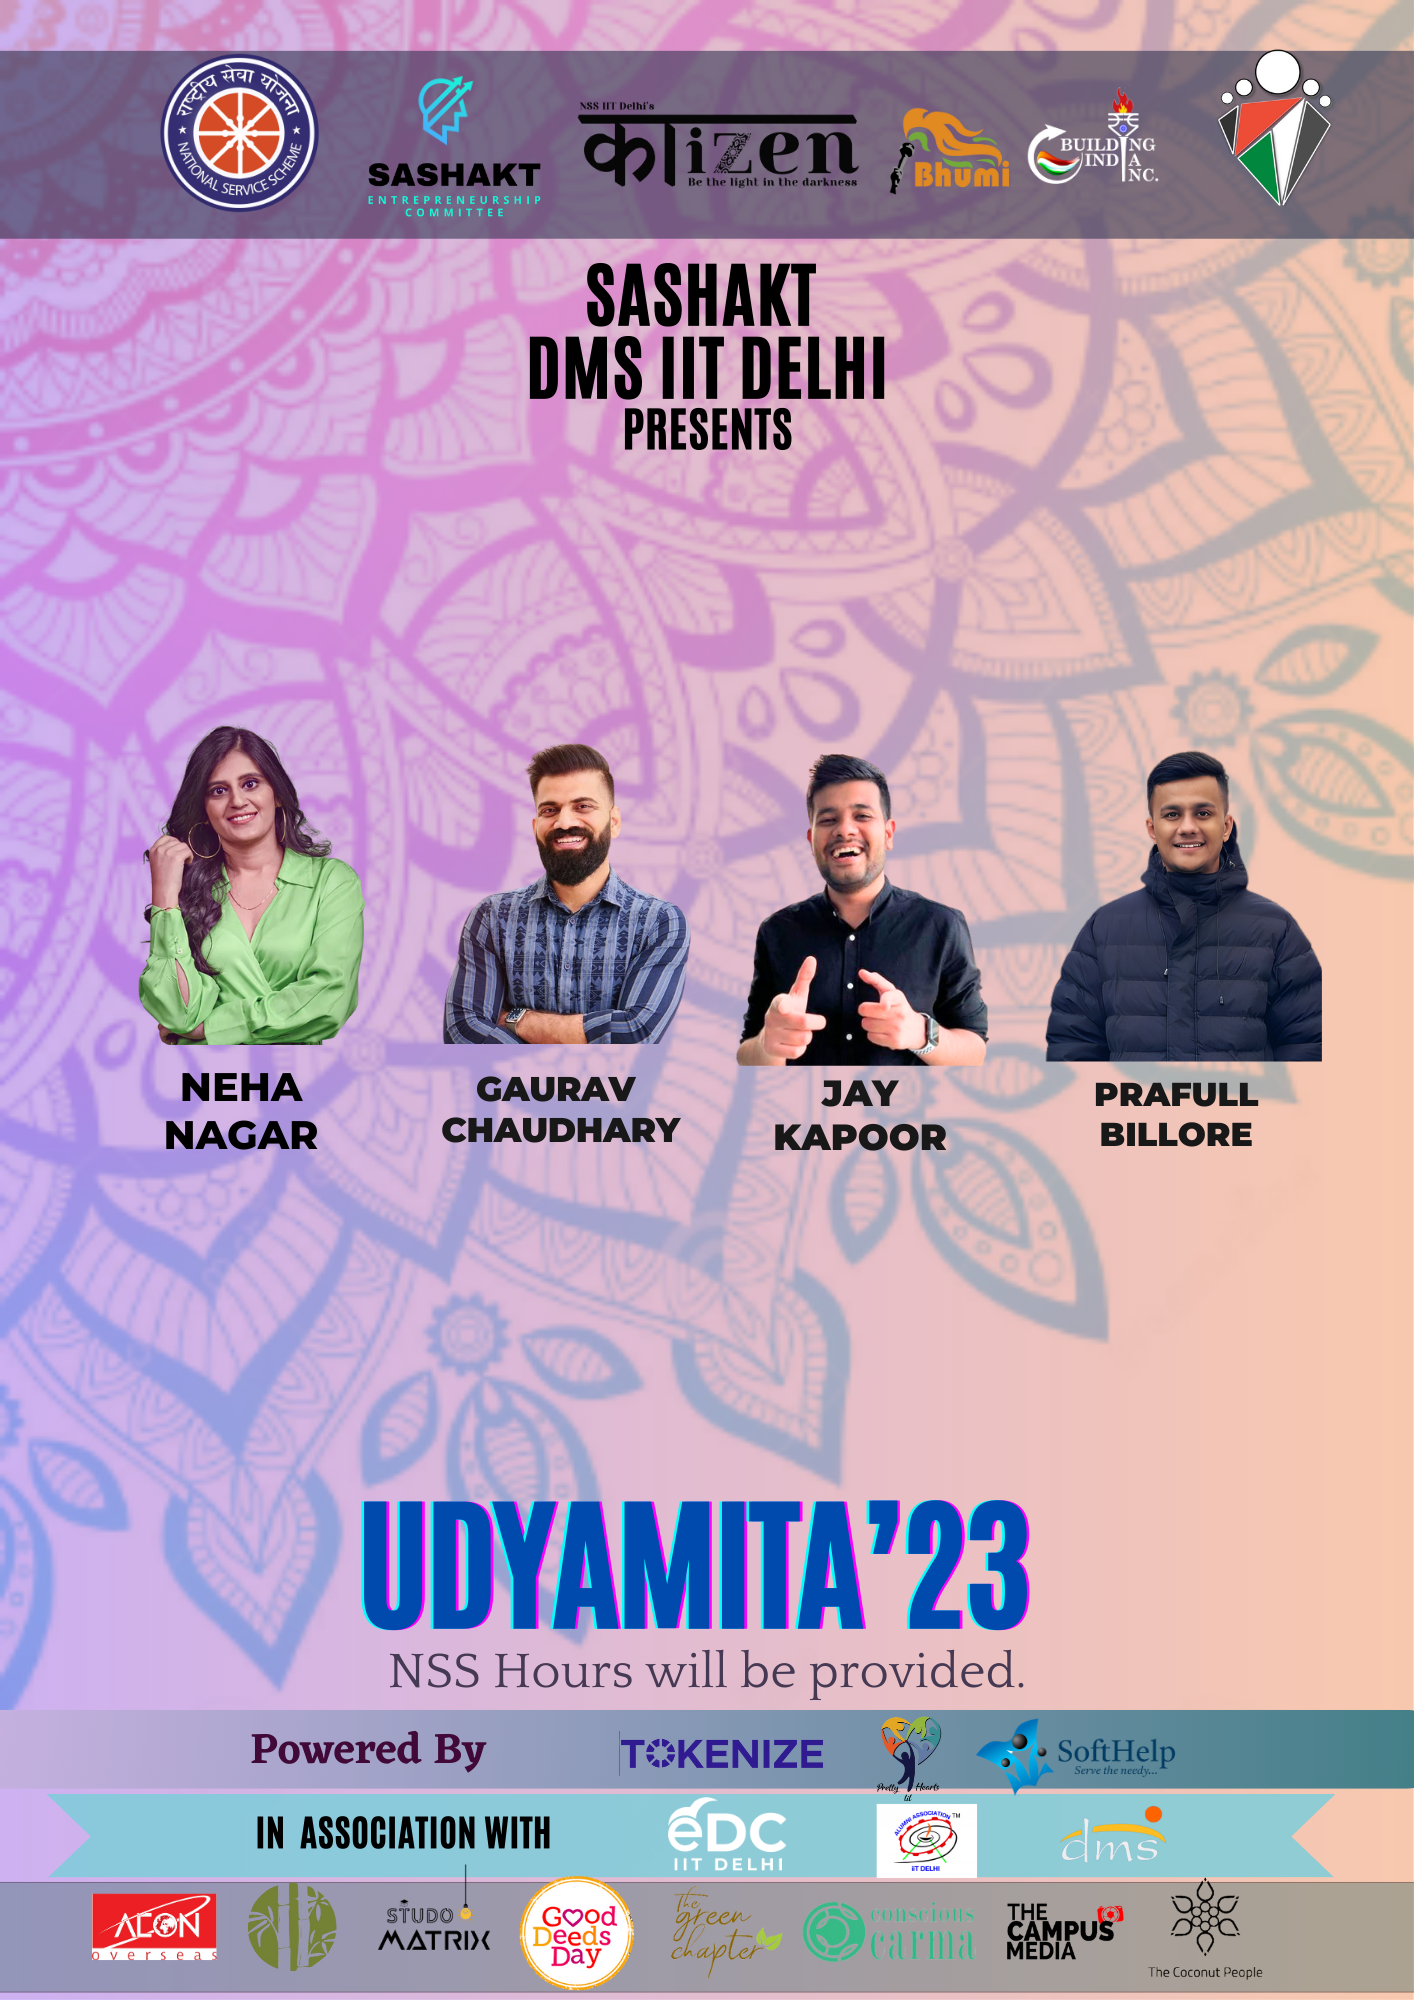 राष्ट्रीय सेवा योजना
NATIONAL SERVICE SCHEME
SASHAKT
ENTREPRENEURSHIP
COMMITTEE
NSS IIT Delhi's
काizen
Be the light in the darkness
Bhumi
BUILDING
INDIA
INC.
SASHAKT
DMS IIT DELHI
PRESENTS
NEHA
NAGAR
GAURAV
CHAUDHARY
JAY
KAPOOR
PRAFULL
BILLORE
UDYAMITA'23
NSS Hours will be provided.
Powered By
TOKENIZE
Pretty Hearts
lil
SoftHelp
Serve the needy...
IN ASSOCIATION WITH
eDC
IIT DELHI
ALUMNI ASSOCIATION TM
IIT DELHI
dms
AEON
overseas
STUDO
MATRIX
Good
Deeds
Day
The
green
chapter
conscious
carma
THE
CAMPUS
MEDIA
The Coconut People